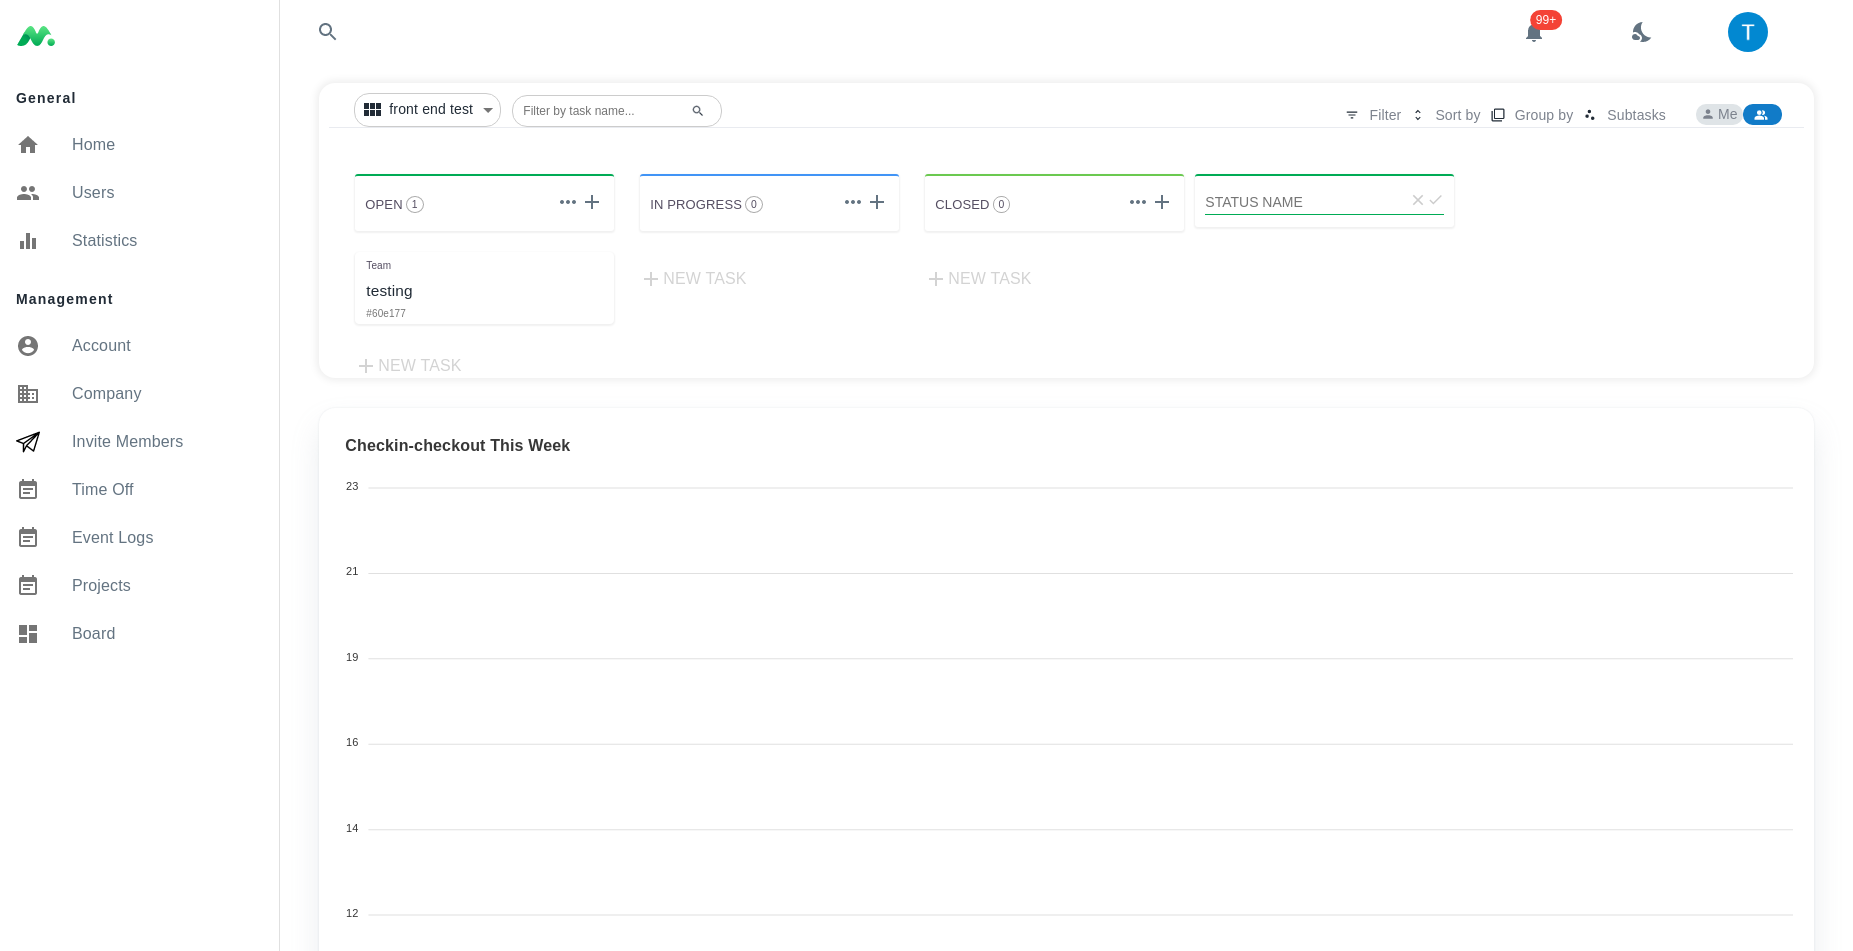 General
Home
Users
Statistics
Management
Account
Company
Invite Members
Time Off
Event Logs
Projects
Board
99+
T
front end test
Filter by task name...
Filter
Sort by
Group by
Subtasks
Me
OPEN 1
IN PROGRESS 0
CLOSED 0
STATUS NAME
Team
testing
#60e177
NEW TASK
NEW TASK
NEW TASK
Checkin-checkout This Week
23
21
19
16
14
12